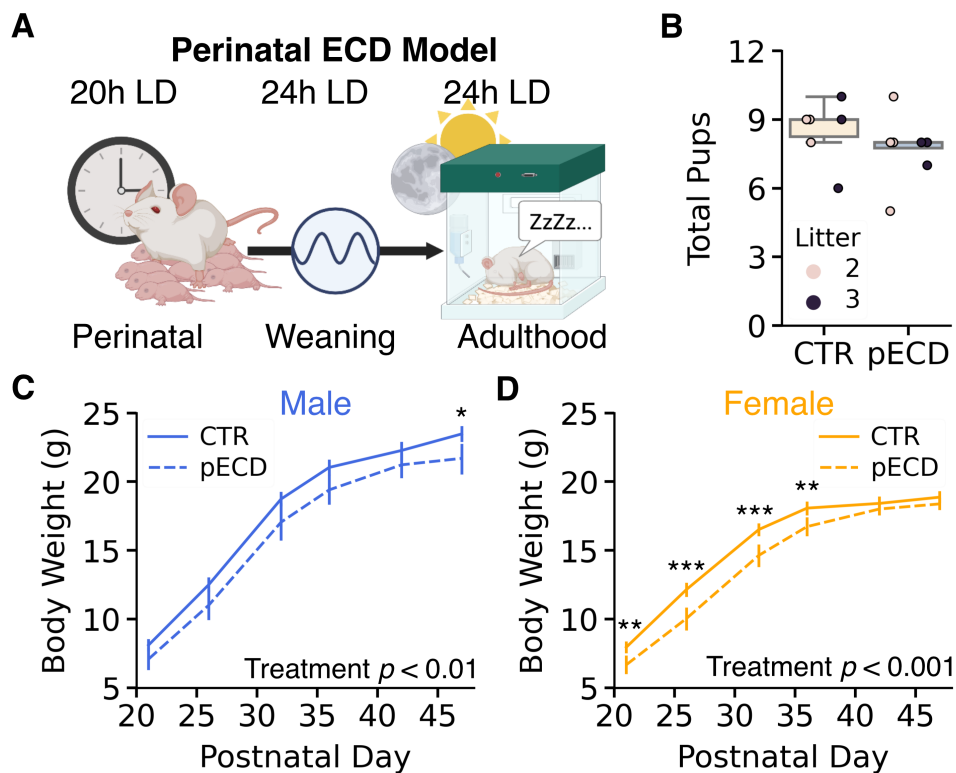 A
Perinatal ECD Model
20h LD 24h LD 24h LD
ZzZz...
Perinatal Weaning Adulthood
B
Total Pups
12
9
6
3
0
Litter
2
3
CTR pECD
C
Male
Body Weight (g)
25
20
15
10
5
CTR
pECD
*
Treatment p < 0.01
20 25 30 35 40 45
Postnatal Day
D
Female
Body Weight (g)
25
20
15
10
5
CTR
pECD
**
***
***
**
Treatment p < 0.001
20 25 30 35 40 45
Postnatal Day